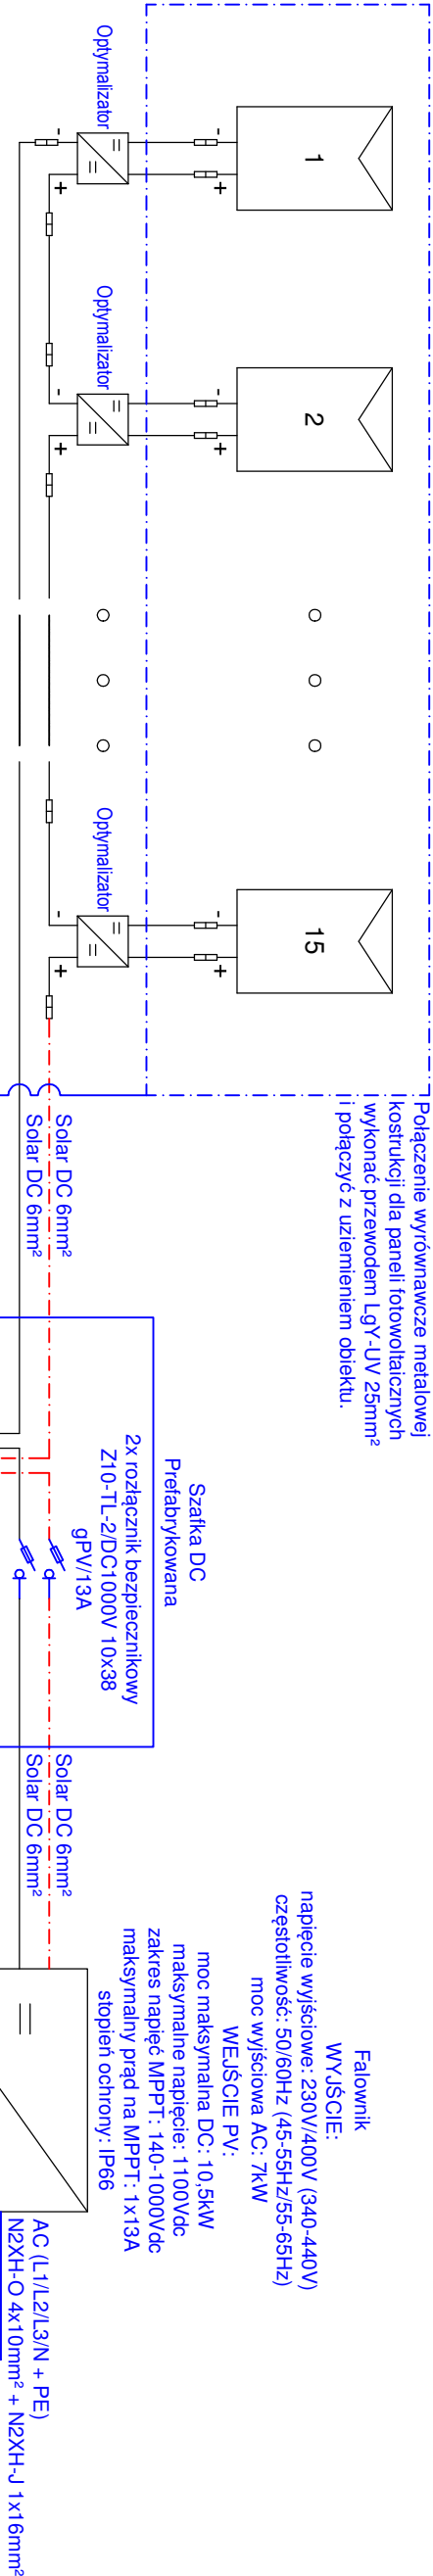 Optymalizator
-
+
-
+
1
Optymalizator
-
+
-
+
2
Optymalizator
-
+
-
+
15
Połączenie wyrównawcze metalowej
kostrukcji dla paneli fotowoltaicznych
wykonać przewodem LgY-UV 25mm²
i połączyć z uziemieniem obiektu.
Solar DC 6mm²
Solar DC 6mm²
Szafka DC
Prefabrykowana
2x rozłącznik bezpiecznikowy
Z10-TL-2/DC1000V 10x38
gPV/13A
Solar DC 6mm²
Solar DC 6mm²
Falownik
WYJŚCIE:
napięcie wyjściowe: 230V/400V (340-440V)
częstotliwość: 50/60Hz (45-55Hz/55-65Hz)
moc wyjściowa AC: 7kW
WEJŚCIE PV:
moc maksymalna DC: 10,5kW
maksymalne napięcie: 1100Vdc
zakres napięć MPPT: 140-1000Vdc
maksymalny prąd na MPPT: 1x13A
stopień ochrony: IP66
AC (L1/L2/L3/N + PE)
N2XH-O 4x10mm² + N2XH-J 1x16mm²